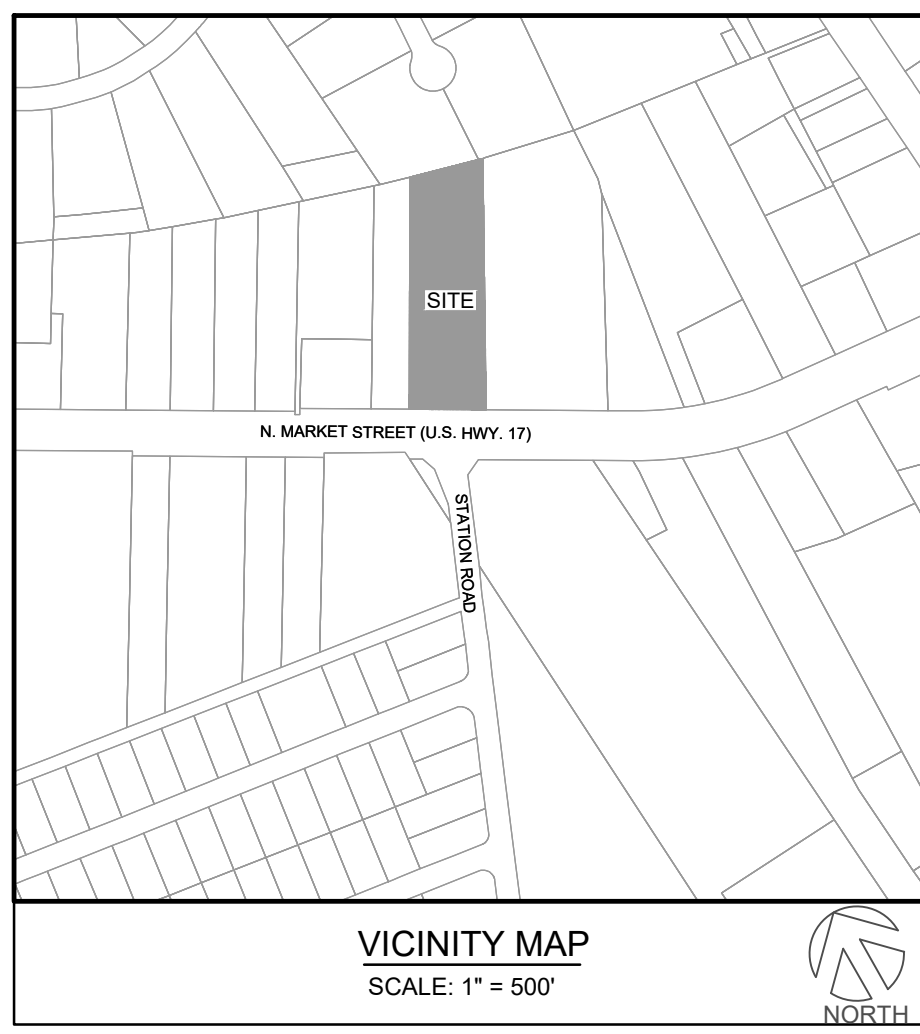 SITE
N. MARKET STREET (U.S. HWY. 17)
STATION ROAD
VICINITY MAP
SCALE: 1" = 500'
NORTH